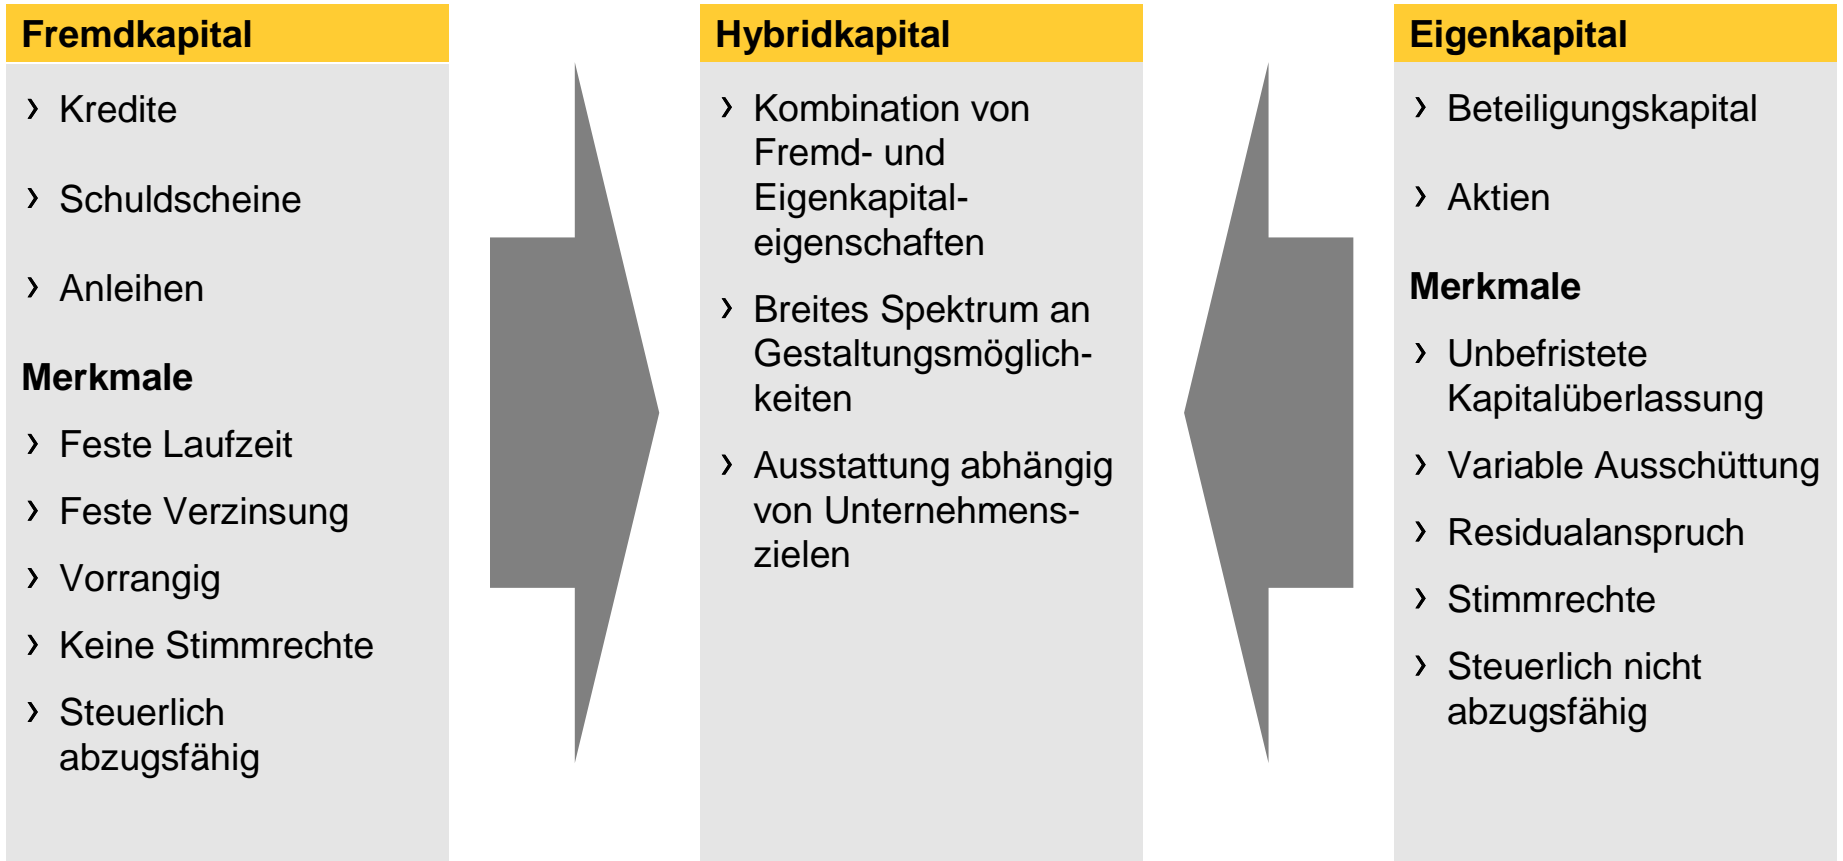 Fremdkapital
› Kredite
› Schuldscheine
› Anleihen
Merkmale
› Feste Laufzeit
› Feste Verzinsung
› Vorrangig
› Keine Stimmrechte
› Steuerlich
abzugsfähig
Hybridkapital
› Kombination von
Fremd- und
Eigenkapital-
eigenschaften
› Breites Spektrum an
Gestaltungsmöglich-
keiten
› Ausstattung abhängig
von Unternehmens-
zielen
Eigenkapital
› Beteiligungskapital
› Aktien
Merkmale
› Unbefristete
Kapitalüberlassung
› Variable Ausschüttung
› Residualanspruch
› Stimmrechte
› Steuerlich nicht
abzugsfähig